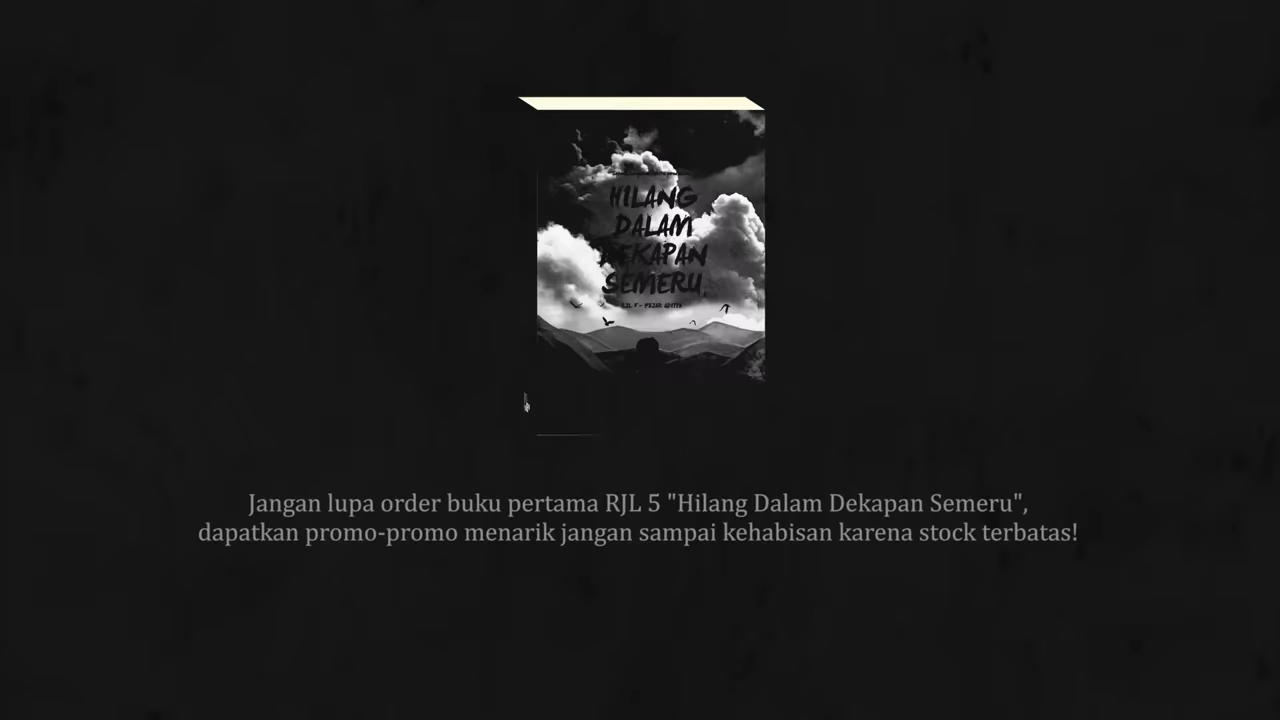 HILANG
DALAM
DEKAPAN
SEMERU
Jangan lupa order buku pertama RJL 5 "Hilang Dalam Dekapan Semeru",
dapatkan promo-promo menarik jangan sampai kehabisan karena stock terbatas!